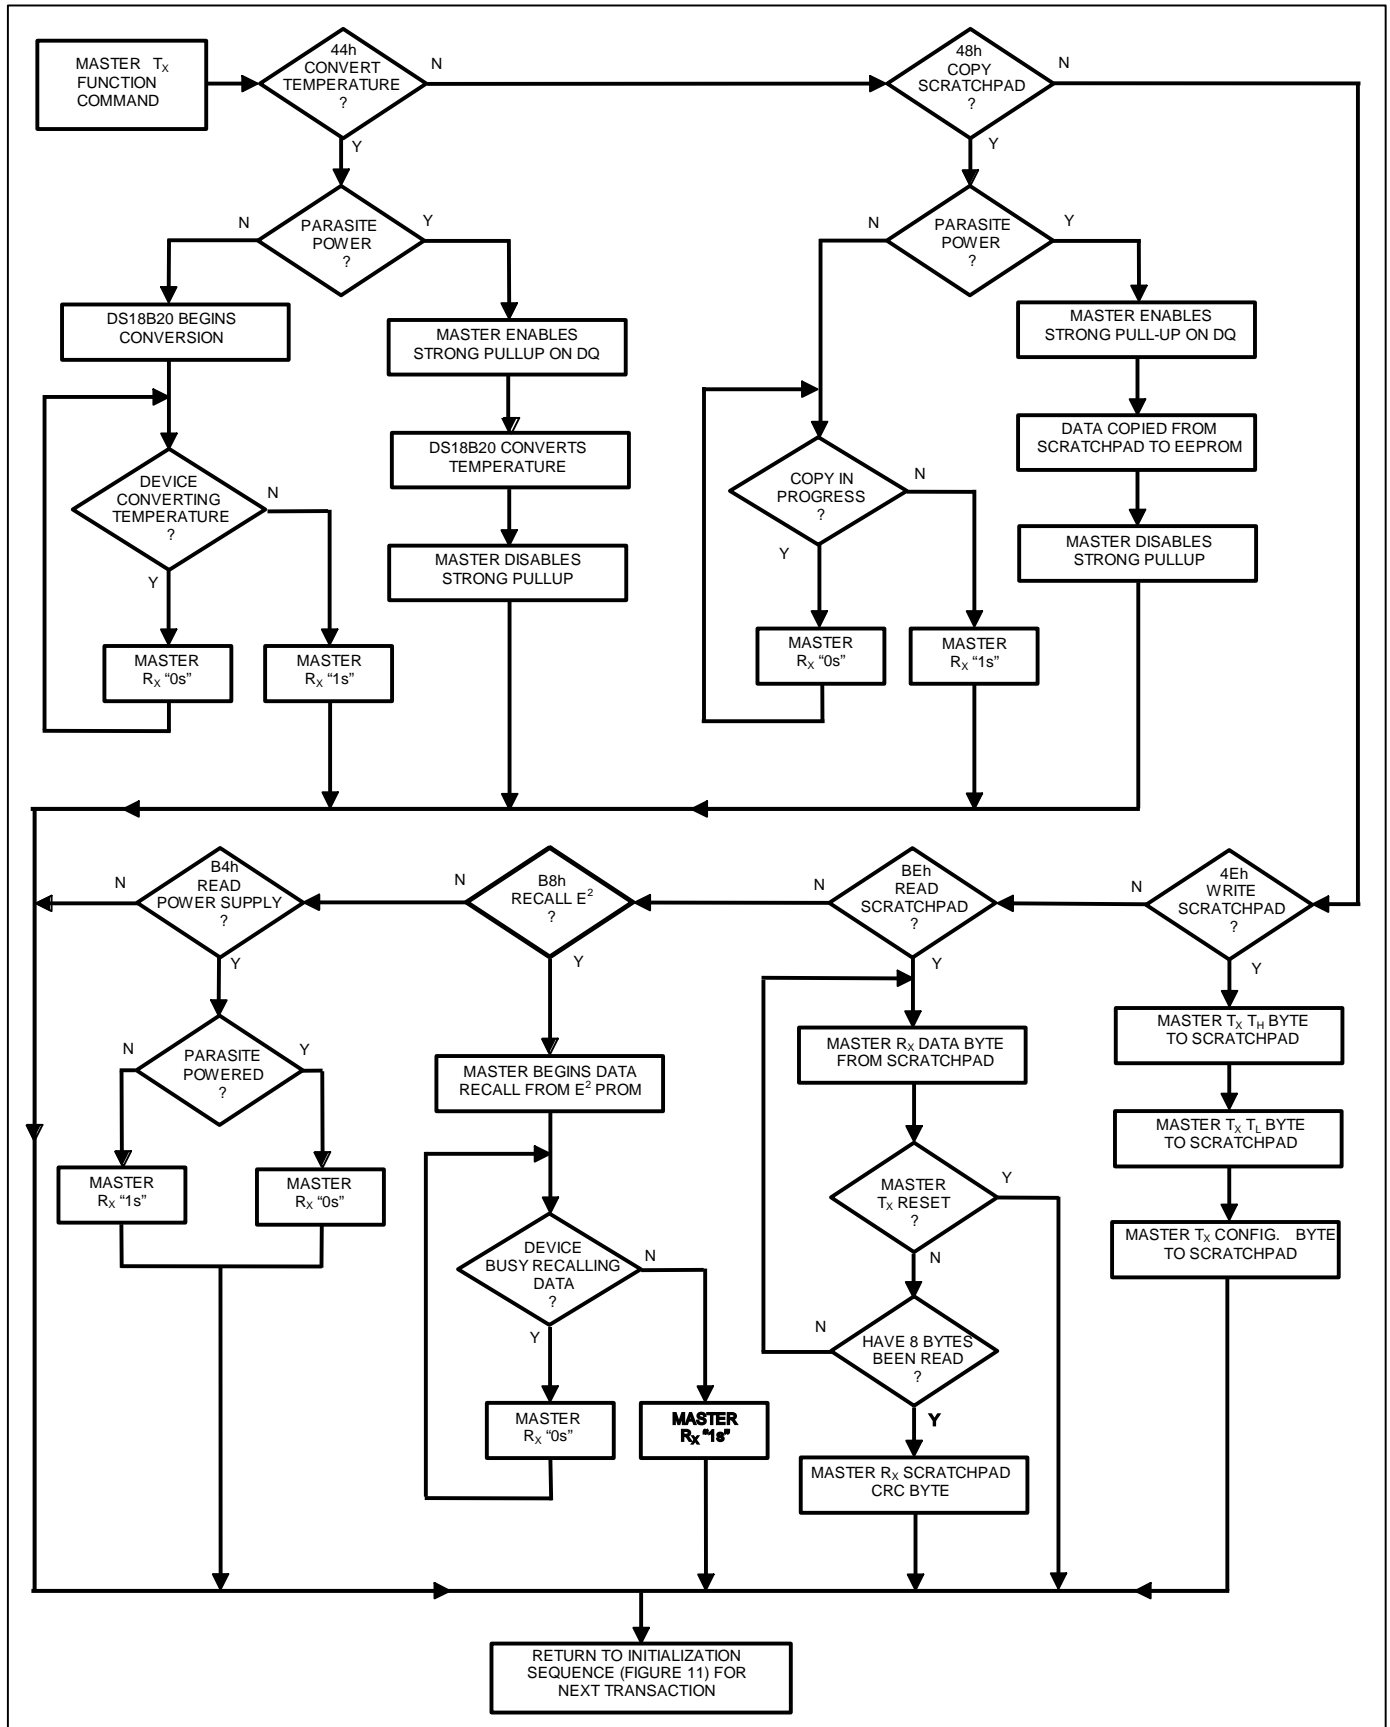 MASTER TX
FUNCTION
COMMAND
44h
CONVERT
TEMPERATURE
?
N
Y
48h
COPY
SCRATCHPAD
?
N
Y
PARASITE
POWER
?
N
Y
PARASITE
POWER
?
N
Y
DS18B20 BEGINS
CONVERSION
MASTER ENABLES
STRONG PULLUP ON DQ
MASTER ENABLES
STRONG PULL-UP ON DQ
DS18B20 CONVERTS
TEMPERATURE
DATA COPIED FROM
SCRATCHPAD TO EEPROM
DEVICE
CONVERTING
TEMPERATURE
?
N
Y
COPY IN
PROGRESS
?
N
Y
MASTER DISABLES
STRONG PULLUP
MASTER DISABLES
STRONG PULLUP
MASTER
RX “0s”
MASTER
RX “1s”
MASTER
RX “0s”
MASTER
RX “1s”
B4h
READ
POWER SUPPLY
?
N
Y
B8h
RECALL E2
?
N
Y
BEh
READ
SCRATCHPAD
?
N
Y
4Eh
WRITE
SCRATCHPAD
?
N
Y
PARASITE
POWERED
?
N
Y
MASTER BEGINS DATA
RECALL FROM E2 PROM
MASTER RX DATA BYTE
FROM SCRATCHPAD
MASTER TX TH BYTE
TO SCRATCHPAD
MASTER TX TL BYTE
TO SCRATCHPAD
MASTER
RX “1s”
MASTER
RX “0s”
MASTER
TX RESET
?
Y
N
MASTER TX CONFIG. BYTE
TO SCRATCHPAD
DEVICE
BUSY RECALLING
DATA
?
N
Y
HAVE 8 BYTES
BEEN READ
?
N
Y
MASTER
RX “0s”
MASTER
RX “1s”
MASTER RX SCRATCHPAD
CRC BYTE
RETURN TO INITIALIZATION
SEQUENCE (FIGURE 11) FOR
NEXT TRANSACTION